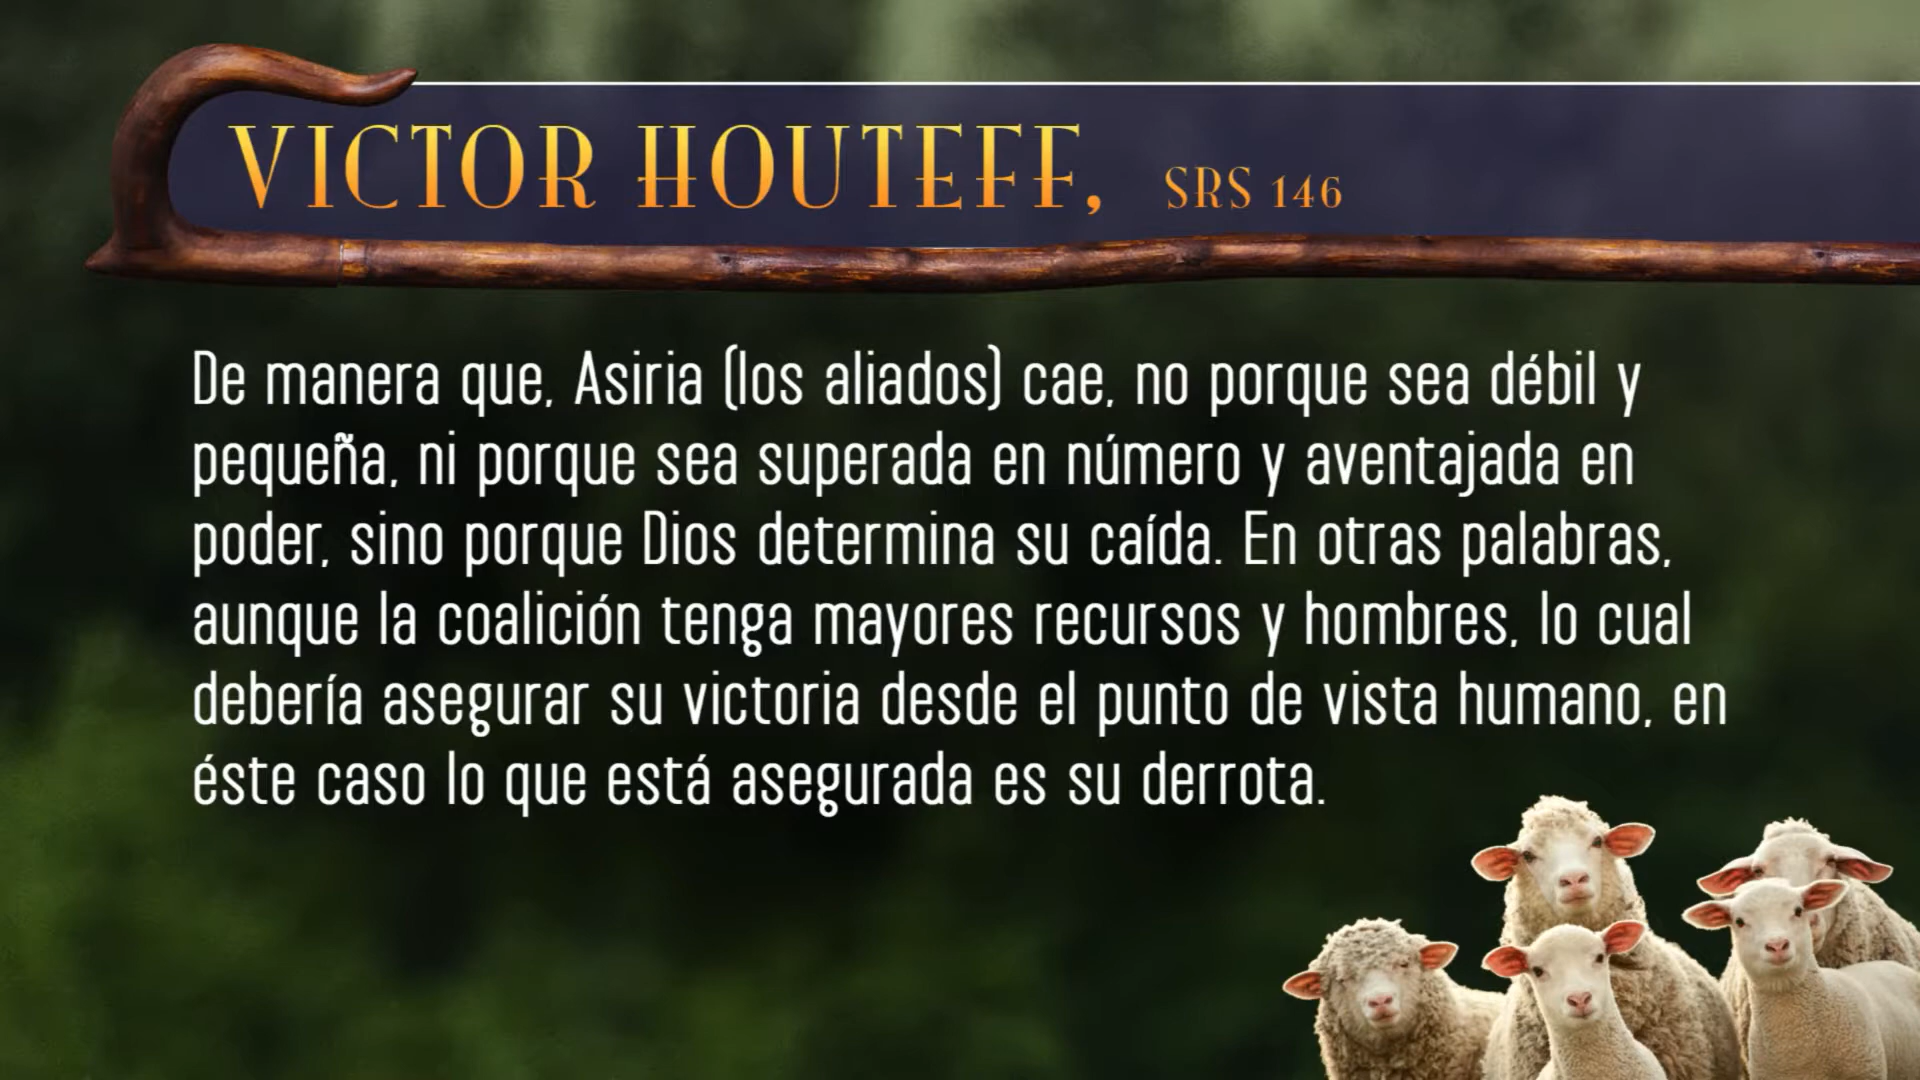 VICTOR HOUTEFF, SRS 146
De manera que, Asiria (los aliados) cae, no porque sea débil y
pequeña, ni porque sea superada en número y aventajada en
poder, sino porque Dios determina su caída. En otras palabras,
aunque la coalición tenga mayores recursos y hombres, lo cual
debería asegurar su victoria desde el punto de vista humano, en
éste caso lo que está asegurada es su derrota.